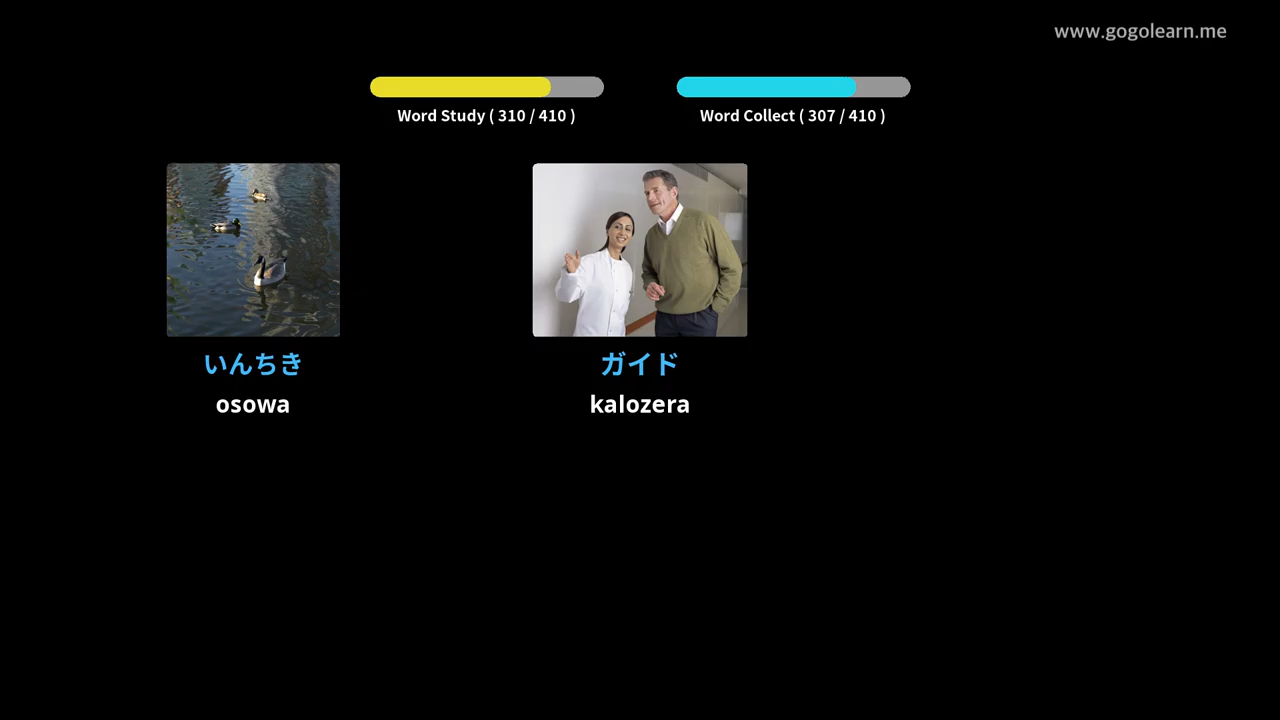 www.gogolearn.me
Word Study ( 310 / 410 )
Word Collect ( 307 / 410 )
いんちき
ガイド
osowa
kalozera